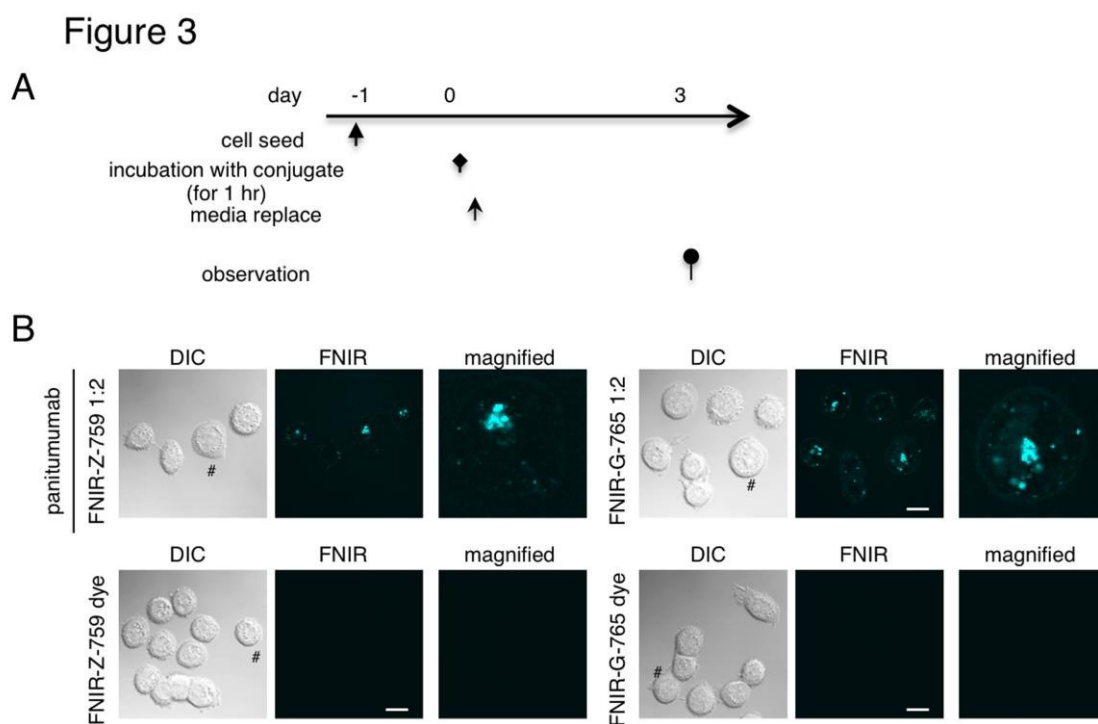 Figure 3
A
day -1 0 3
cell seed
incubation with conjugate
(for 1 hr)
media replace
observation
B
panitumumab
FNIR-Z-759 1:2
DIC FNIR magnified
#
FNIR-G-765 1:2
DIC FNIR magnified
#
FNIR-Z-759 dye
DIC FNIR magnified
#
FNIR-G-765 dye
DIC FNIR magnified
#